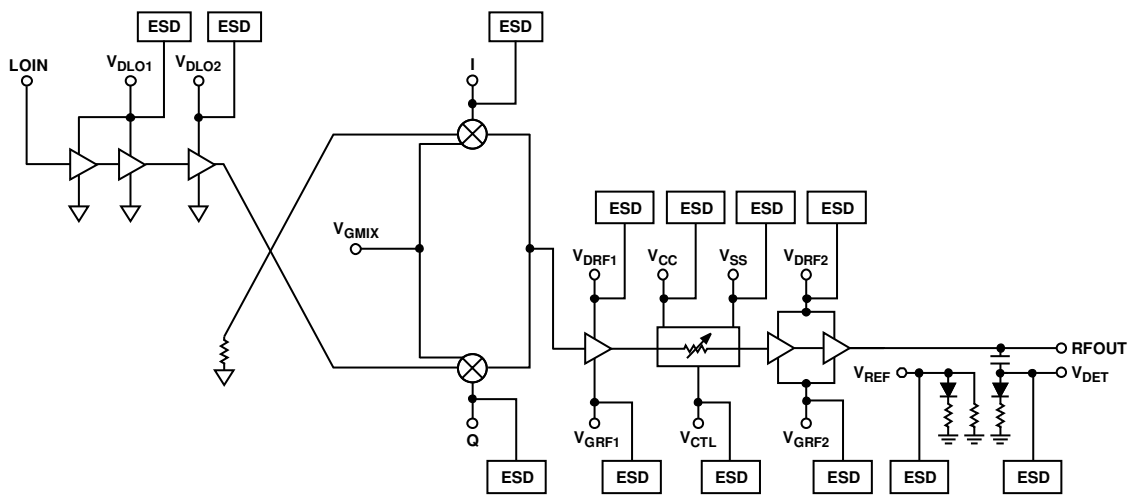 ESD
ESD
ESD
LOIN
VDLO1
VDLO2
I
VGMIX
ESD
ESD
ESD
ESD
VDRF1
VCC
VSS
VDRF2
RFOUT
VREF
VDET
Q
VGRF1
VCTL
VGRF2
ESD
ESD
ESD
ESD
ESD
ESD